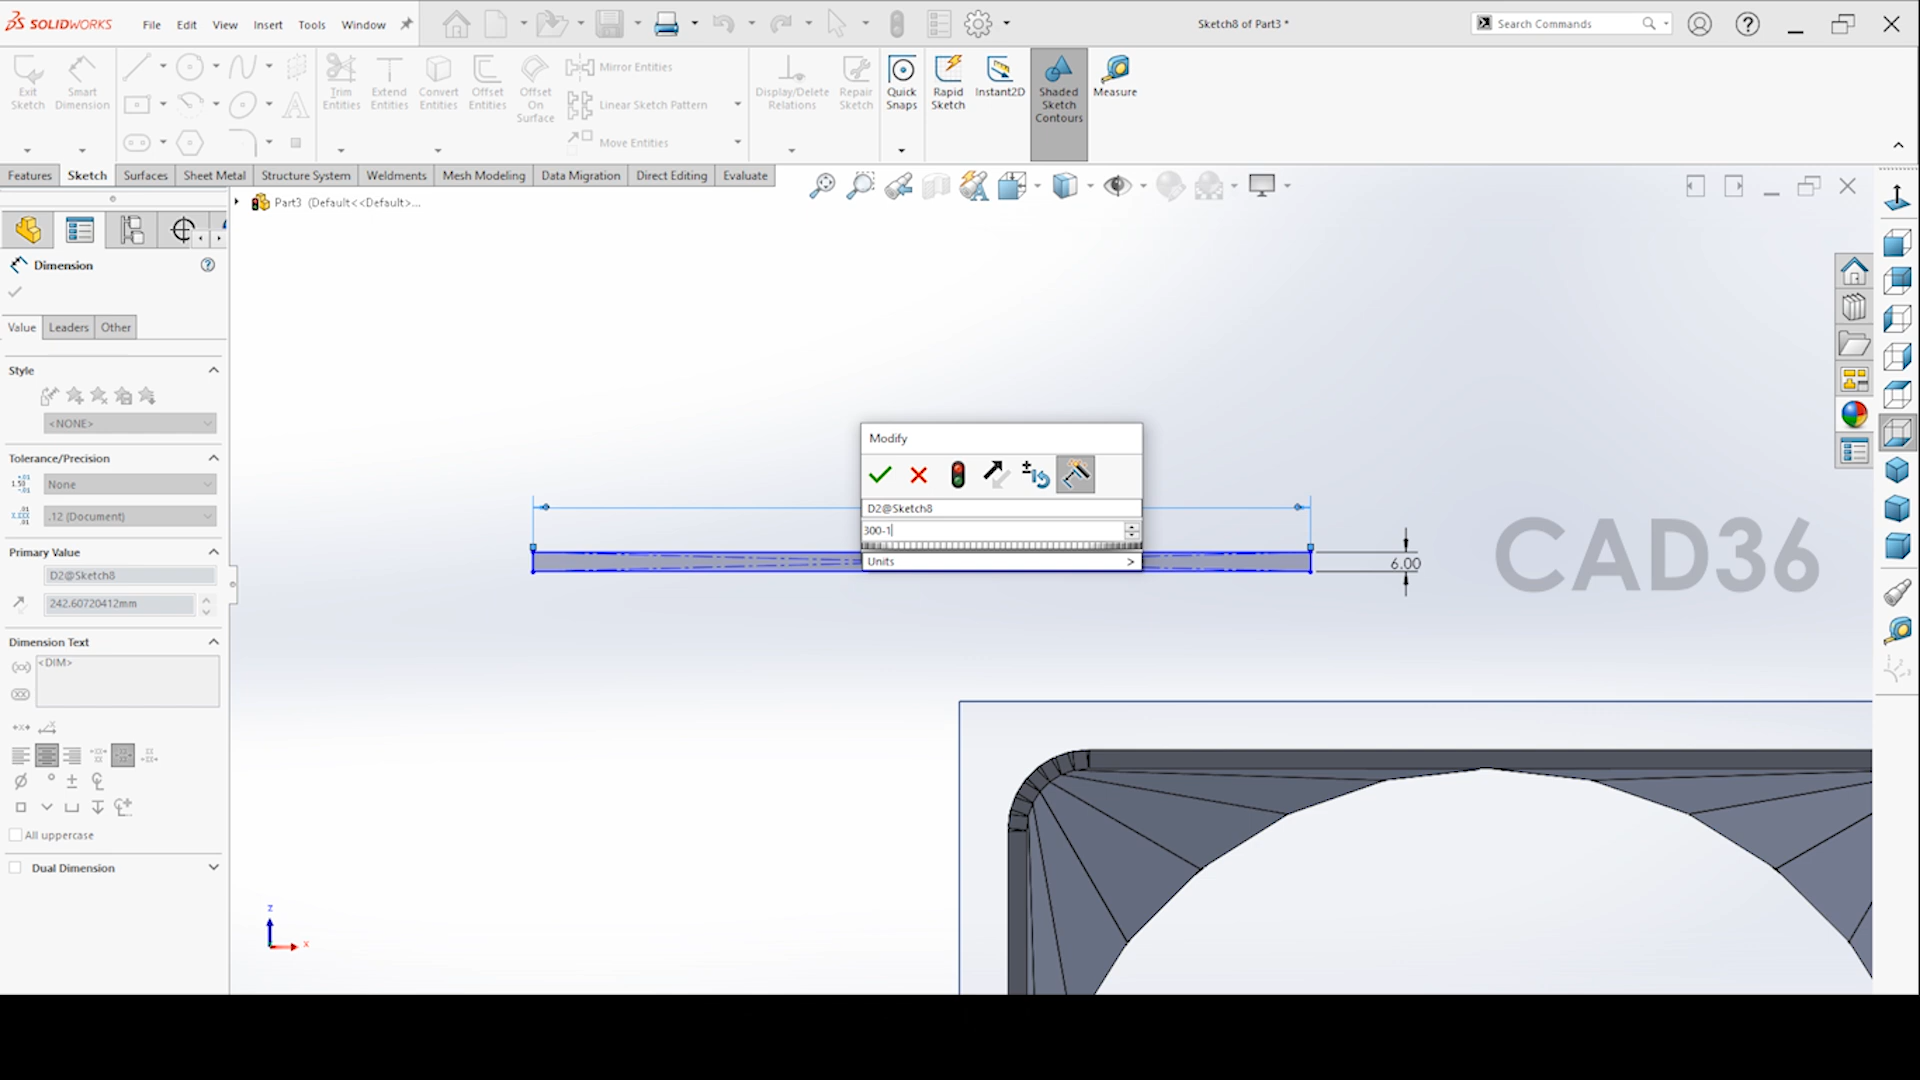 SOLIDWORKS File Edit View Insert Tools Window Sketch8 of Part3 * Search Commands
Exit Sketch
Smart Dimension
Trim Entities
Extend Entities
Convert Entities
Offset Entities
Offset On Surface
Mirror Entities
Linear Sketch Pattern
Move Entities
Display/Delete Relations
Repair Sketch
Quick Snaps
Rapid Sketch
Instant2D
Shaded Sketch Contours
Measure
Features Sketch Surfaces Sheet Metal Structure System Weldments Mesh Modeling Data Migration Direct Editing Evaluate
Part3 (Default<<Default>...
Dimension
Value Leaders Other
Style
<NONE>
Tolerance/Precision
None
.12 (Document)
Primary Value
D2@Sketch8
242.60720412mm
Dimension Text
<DIM>
All uppercase
Dual Dimension
Modify
D2@Sketch8
300-1
Units >
6.00
CAD36
z
x